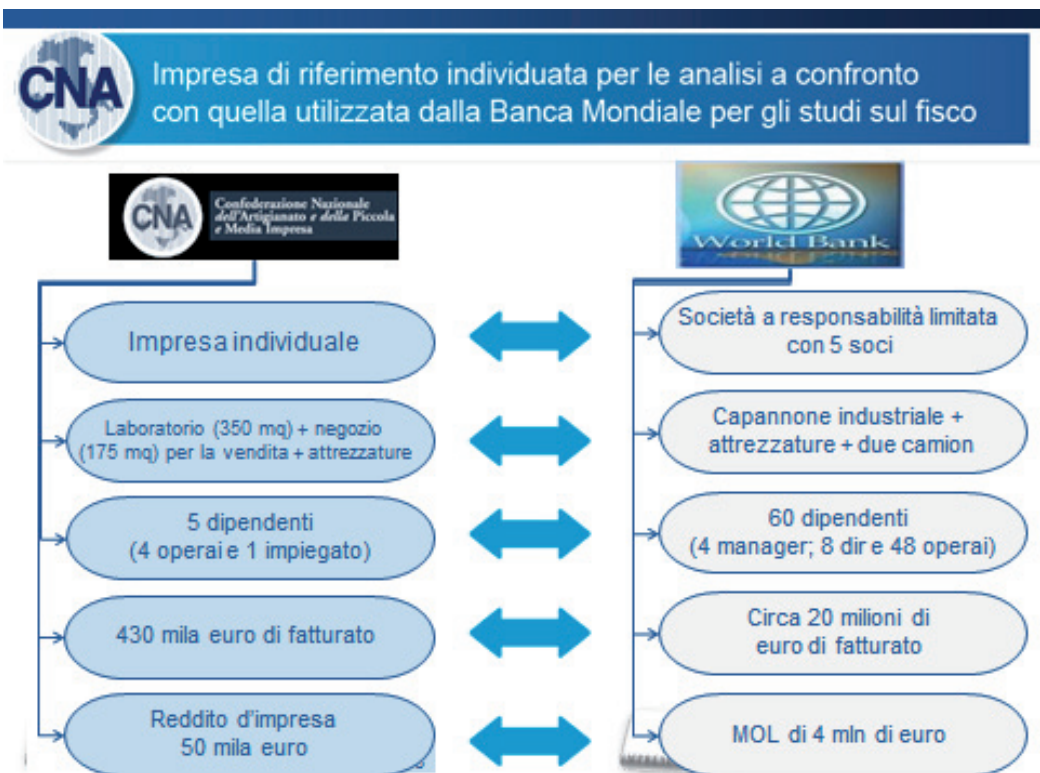 CNA
Impresa di riferimento individuata per le analisi a confronto
con quella utilizzata dalla Banca Mondiale per gli studi sul fisco
CNA
Confederazione Nazionale
dell'Artigianato e della Piccola
e Media Impresa
World Bank
Impresa individuale
Società a responsabilità limitata
con 5 soci
Laboratorio (350 mq) + negozio
(175 mq) per la vendita + attrezzature
Capannone industriale +
attrezzature + due camion
5 dipendenti
(4 operai e 1 impiegato)
60 dipendenti
(4 manager; 8 dir e 48 operai)
430 mila euro di fatturato
Circa 20 milioni di
euro di fatturato
Reddito d'impresa
50 mila euro
MOL di 4 mln di euro